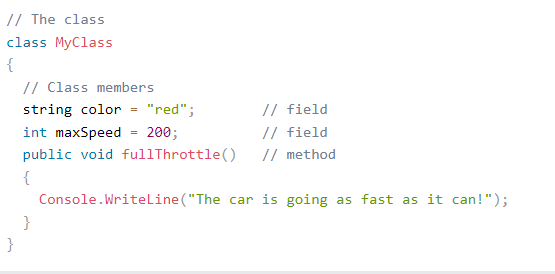 // The class
class MyClass
{
  // Class members
  string color = "red";        // field
  int maxSpeed = 200;          // field
  public void fullThrottle()   // method
  {
    Console.WriteLine("The car is going as fast as it can!");
  }
}